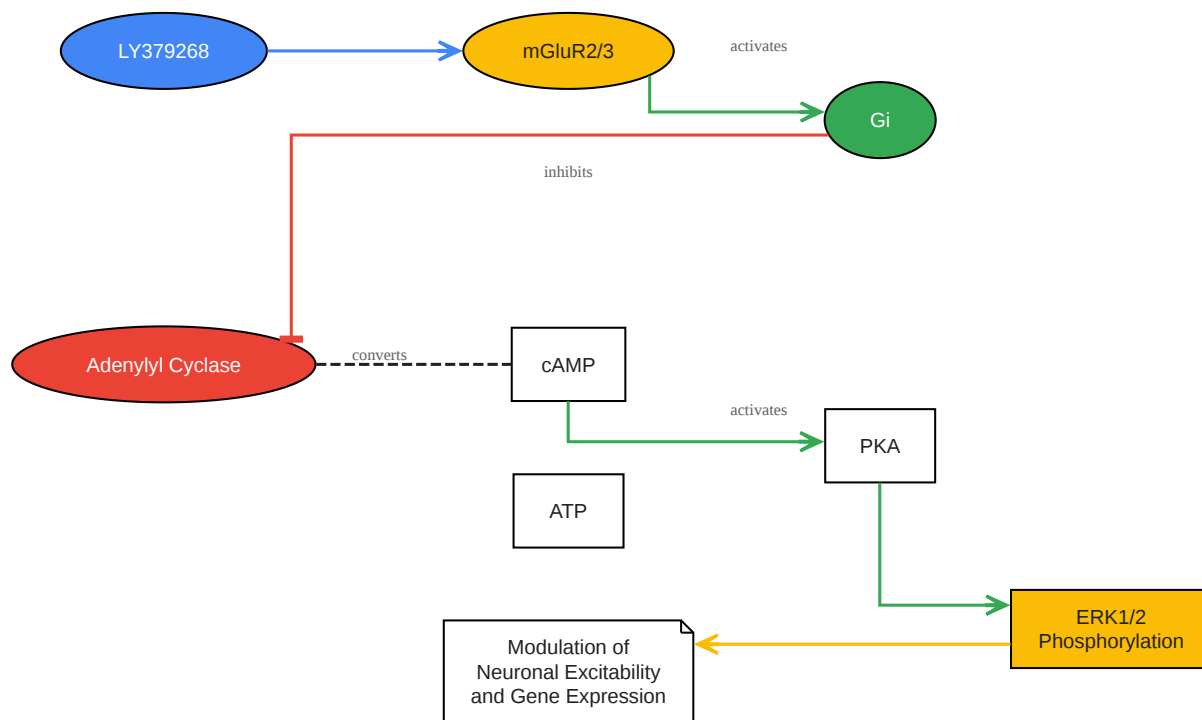 LY379268
mGluR2/3
activates
Gi
inhibits
Adenylyl Cyclase
converts
cAMP
activates
PKA
ATP
ERK1/2
Phosphorylation
Modulation of
Neuronal Excitability
and Gene Expression